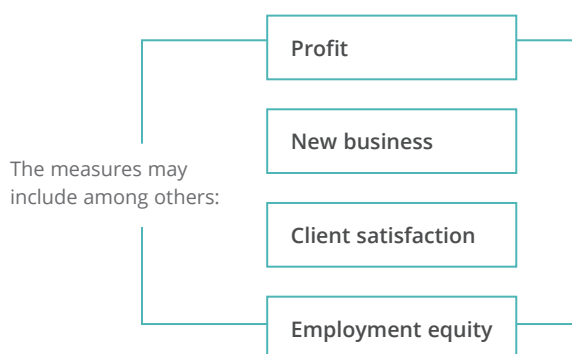 The measures may
include among others:
Profit
New business
Client satisfaction
Employment equity